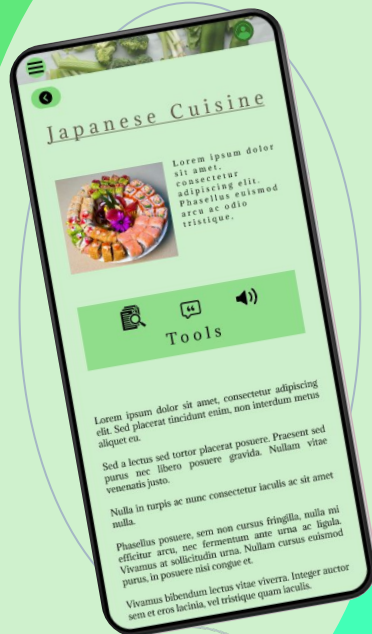 Japanese Cuisine
Lorem ipsum dolor
sit amet,
consectetur
adipiscing elit.
Phasellus euismod
arcu ac odio
tristique.
Tools
Lorem ipsum dolor sit amet, consectetur adipiscing
elit. Sed placerat tincidunt enim, non interdum metus
aliquet eu.
Sed a lectus sed tortor placerat posuere. Praesent sed
purus nec libero posuere gravida. Nullam vitae
venenatis justo.
Nulla in turpis ac nunc consectetur iaculis ac sit amet
nulla.
Phasellus posuere, sem non cursus fringilla, nulla mi
efficitur arcu, nec fermentum ante urna ac ligula.
Vivamus at sollicitudin urna. Nullam cursus euismod
purus, in posuere nisi congue et.
Vivamus bibendum lectus vitae viverra. Integer auctor
sem et eros lacinia, vel tristique quam iaculis.